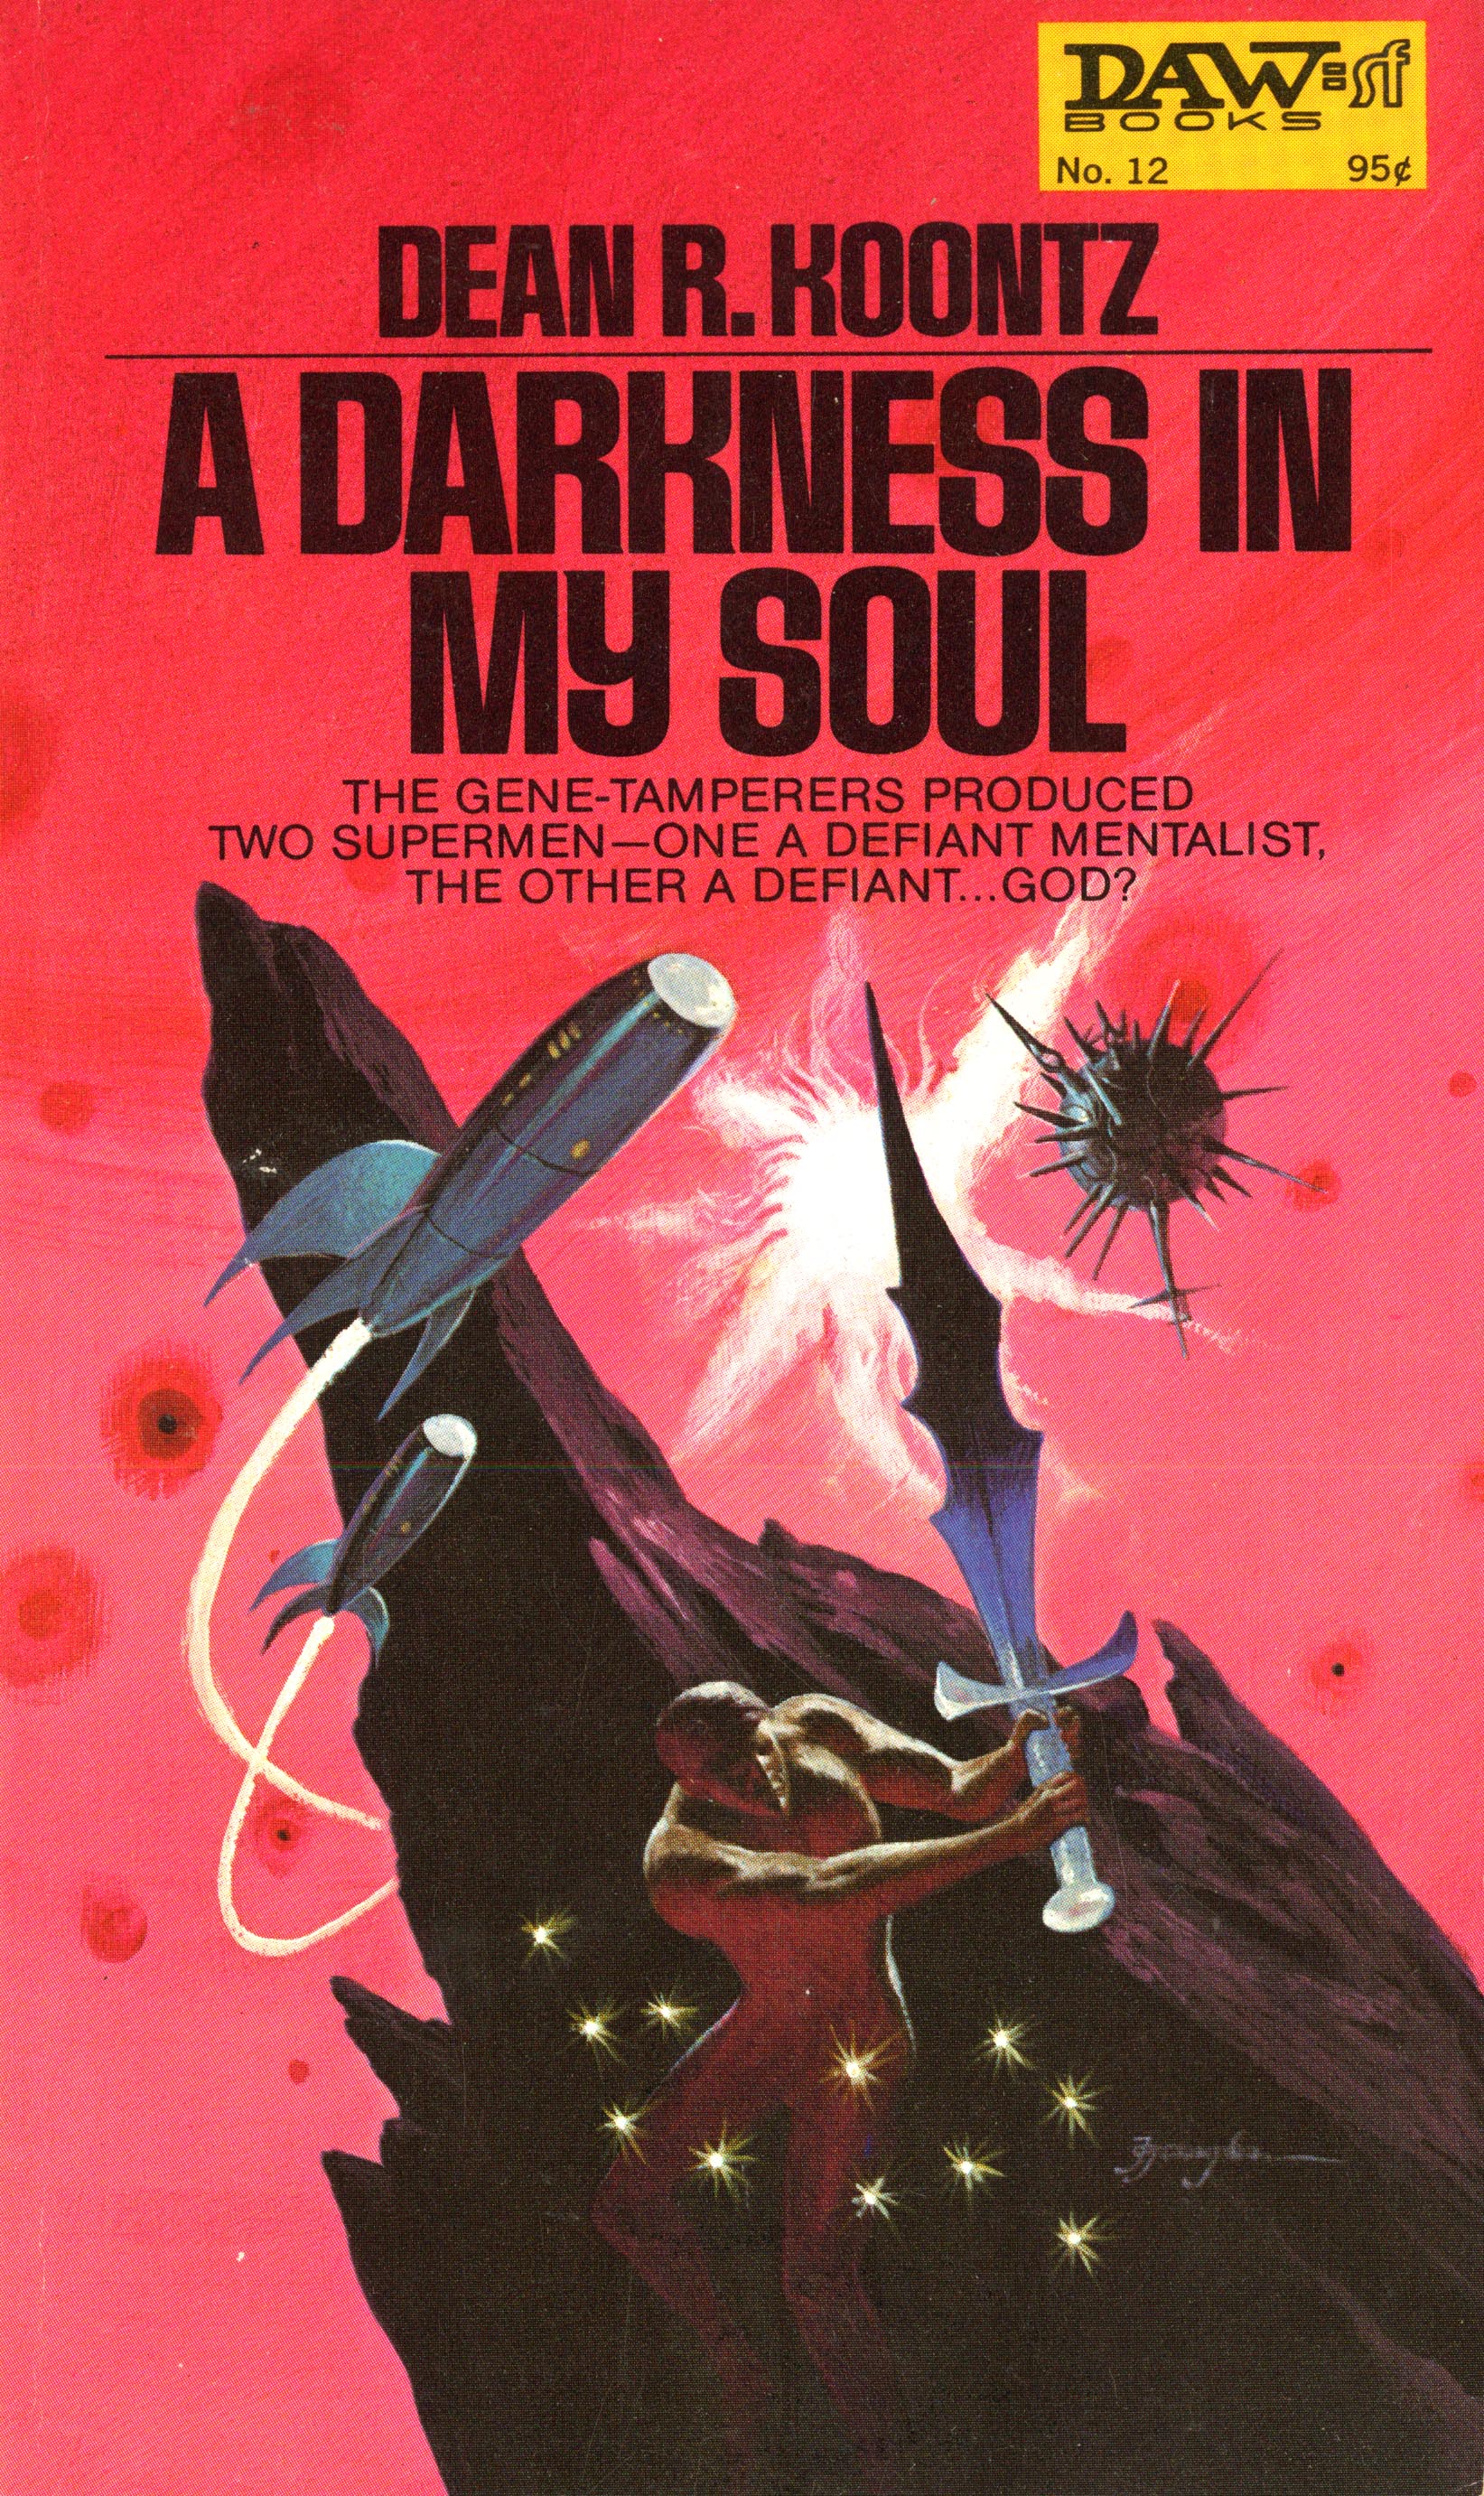 DAW=sf
BOOKS
No. 12 95¢
DEAN R. KOONTZ
A DARKNESS IN
MY SOUL
THE GENE-TAMPERERS PRODUCED
TWO SUPERMEN—ONE A DEFIANT MENTALIST,
THE OTHER A DEFIANT...GOD?